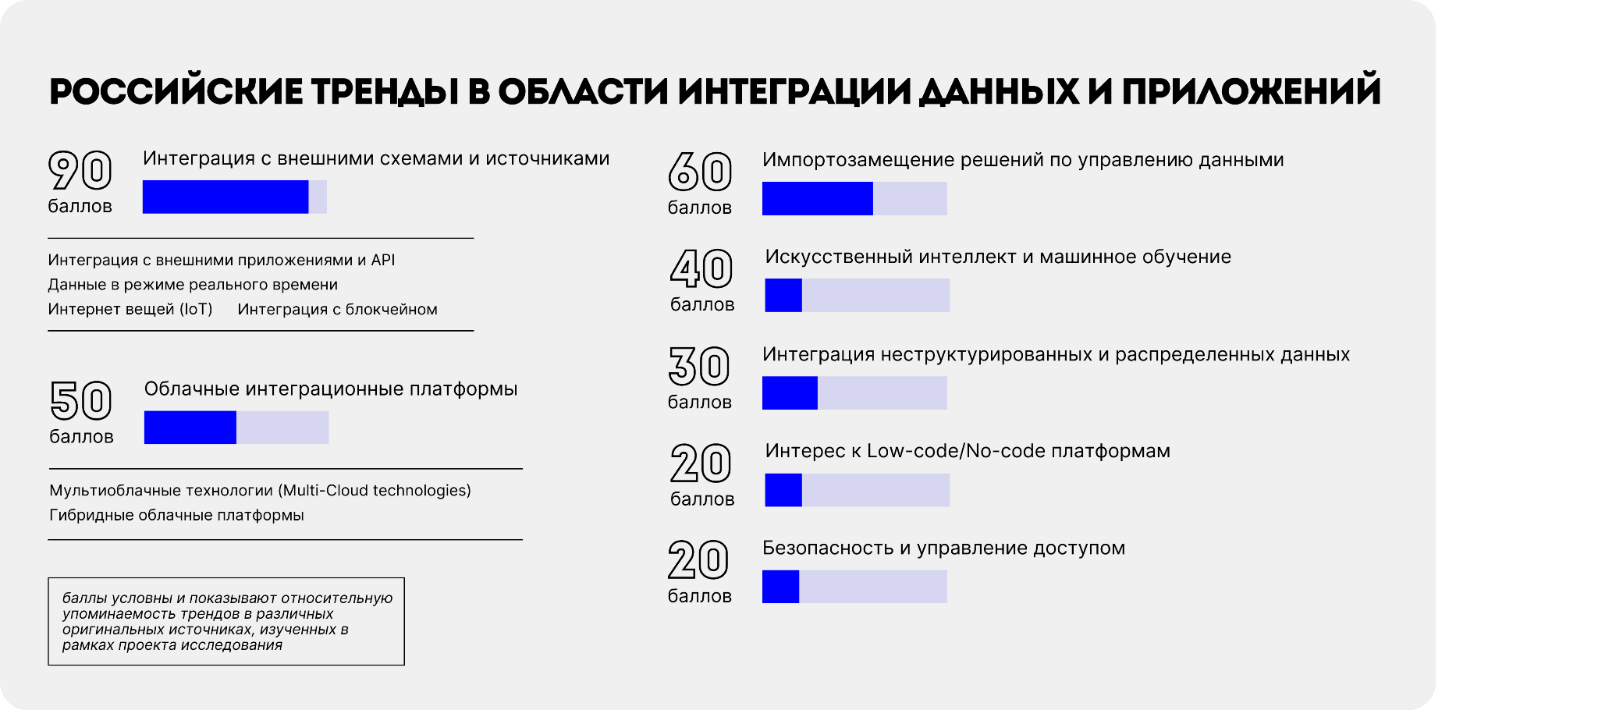 РОССИЙСКИЕ ТРЕНДЫ В ОБЛАСТИ ИНТЕГРАЦИИ ДАННЫХ И ПРИЛОЖЕНИЙ
90
баллов
Интеграция с внешними схемами и источниками
Интеграция с внешними приложениями и API
Данные в режиме реального времени
Интернет вещей (IoT) Интеграция с блокчейном
50
баллов
Облачные интеграционные платформы
Мультиоблачные технологии (Multi-Cloud technologies)
Гибридные облачные платформы
баллы условны и показывают относительную
упоминаемость трендов в различных
оригинальных источниках, изученных в
рамках проекта исследования
60
баллов
Импортозамещение решений по управлению данными
40
баллов
Искусственный интеллект и машинное обучение
30
баллов
Интеграция неструктурированных и распределенных данных
20
баллов
Интерес к Low-code/No-code платформам
20
баллов
Безопасность и управление доступом